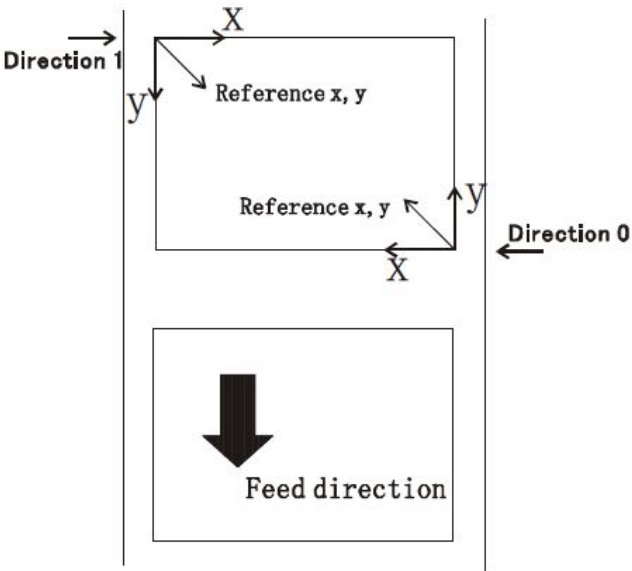 X
Direction 1
y
Reference x, y
Reference x, y
y
Direction 0
X
Feed direction